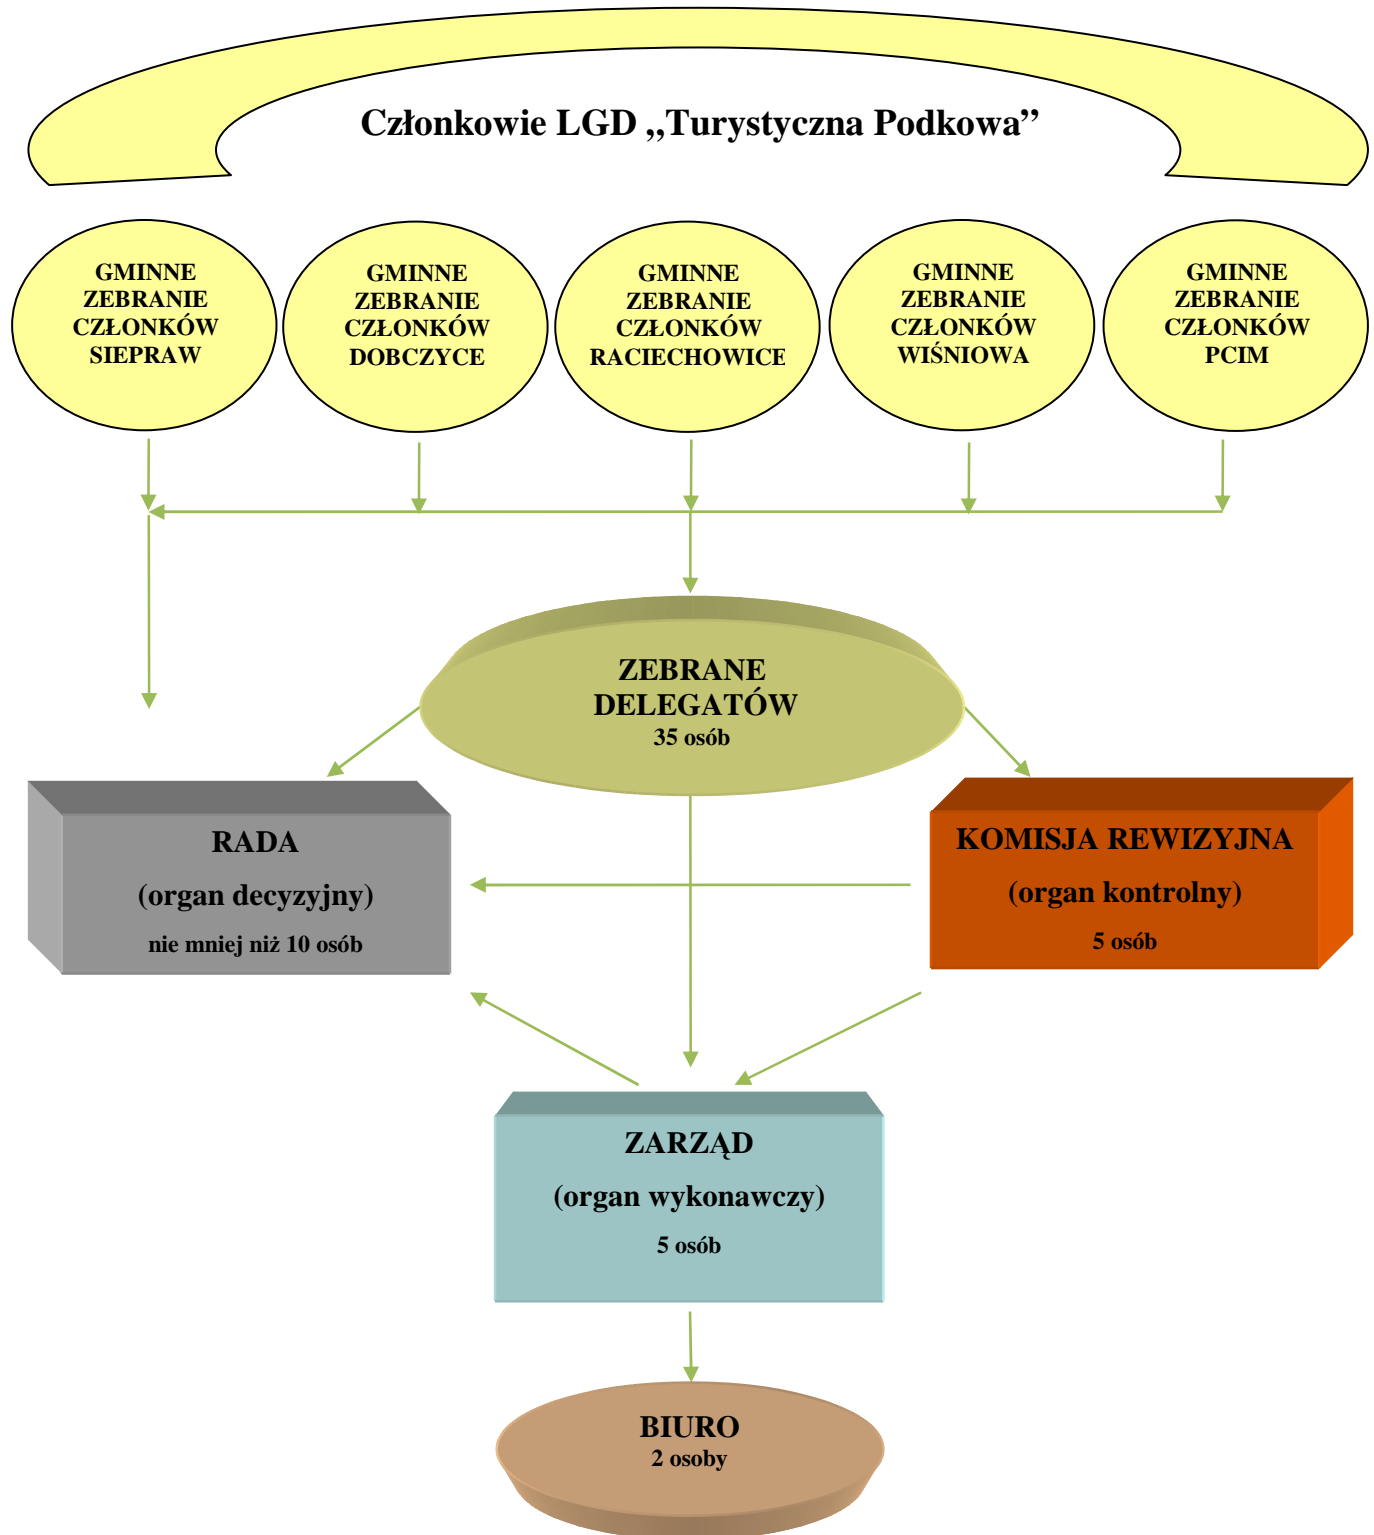 Członkowie LGD „Turystyczna Podkowa”
GMINNE
ZEBRANIE
CZŁONKÓW
SIEPRAW
GMINNE
ZEBRANIE
CZŁONKÓW
DOBCZYCE
GMINNE
ZEBRANIE
CZŁONKÓW
RACIECHOWICE
GMINNE
ZEBRANIE
CZŁONKÓW
WIŚNIOWA
GMINNE
ZEBRANIE
CZŁONKÓW
PCIM
ZEBRANE
DELEGATÓW
35 osób
RADA
(organ decyzyjny)
nie mniej niż 10 osób
KOMISJA REWIZYJNA
(organ kontrolny)
5 osób
ZARZĄD
(organ wykonawczy)
5 osób
BIURO
2 osoby